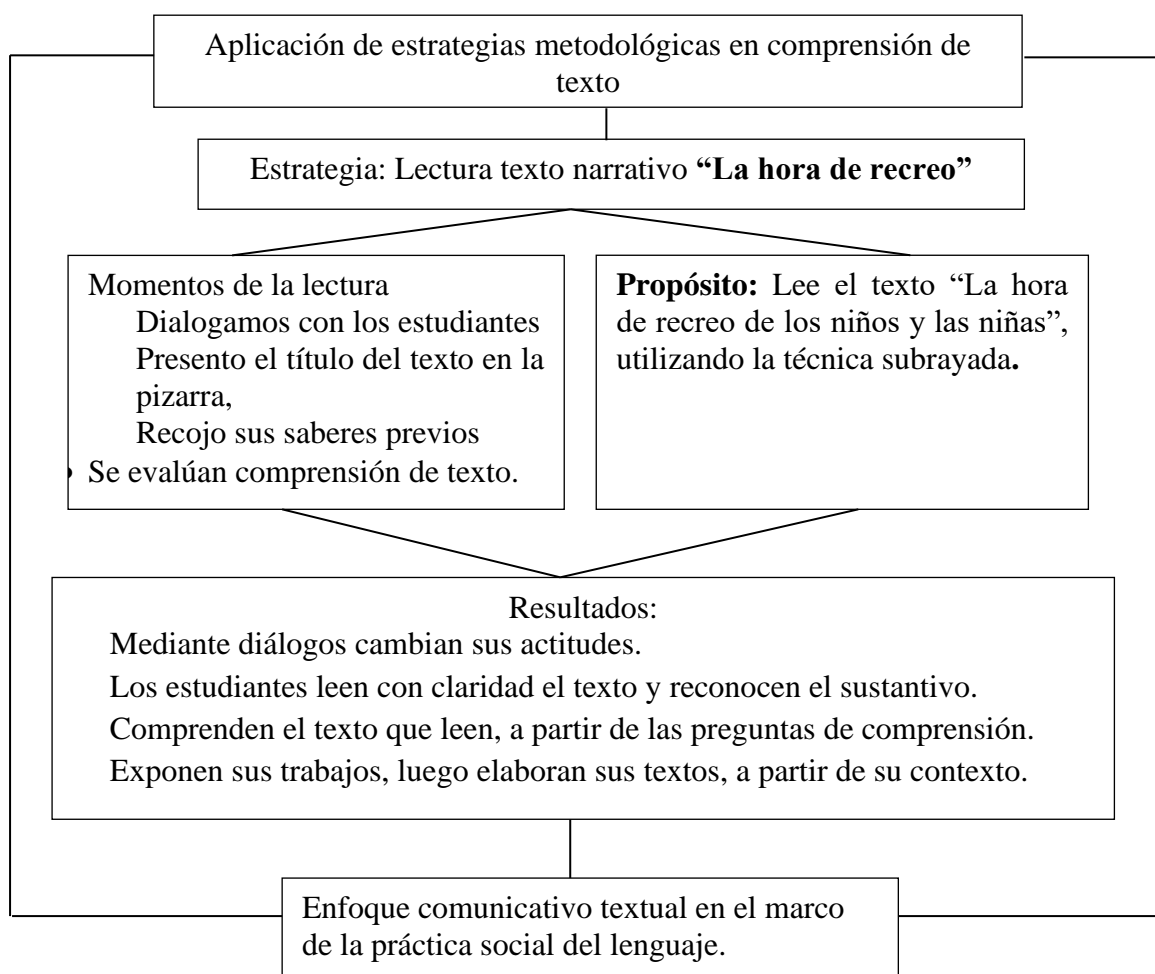 Aplicación de estrategias metodológicas en comprensión de
texto
Estrategia: Lectura texto narrativo “La hora de recreo”
Momentos de la lectura
Dialogamos con los estudiantes
Presento el título del texto en la
pizarra,
Recojo sus saberes previos
• Se evalúan comprensión de texto.
Propósito: Lee el texto “La hora
de recreo de los niños y las niñas”,
utilizando la técnica subrayada.
Resultados:
Mediante diálogos cambian sus actitudes.
Los estudiantes leen con claridad el texto y reconocen el sustantivo.
Comprenden el texto que leen, a partir de las preguntas de comprensión.
Exponen sus trabajos, luego elaboran sus textos, a partir de su contexto.
Enfoque comunicativo textual en el marco
de la práctica social del lenguaje.